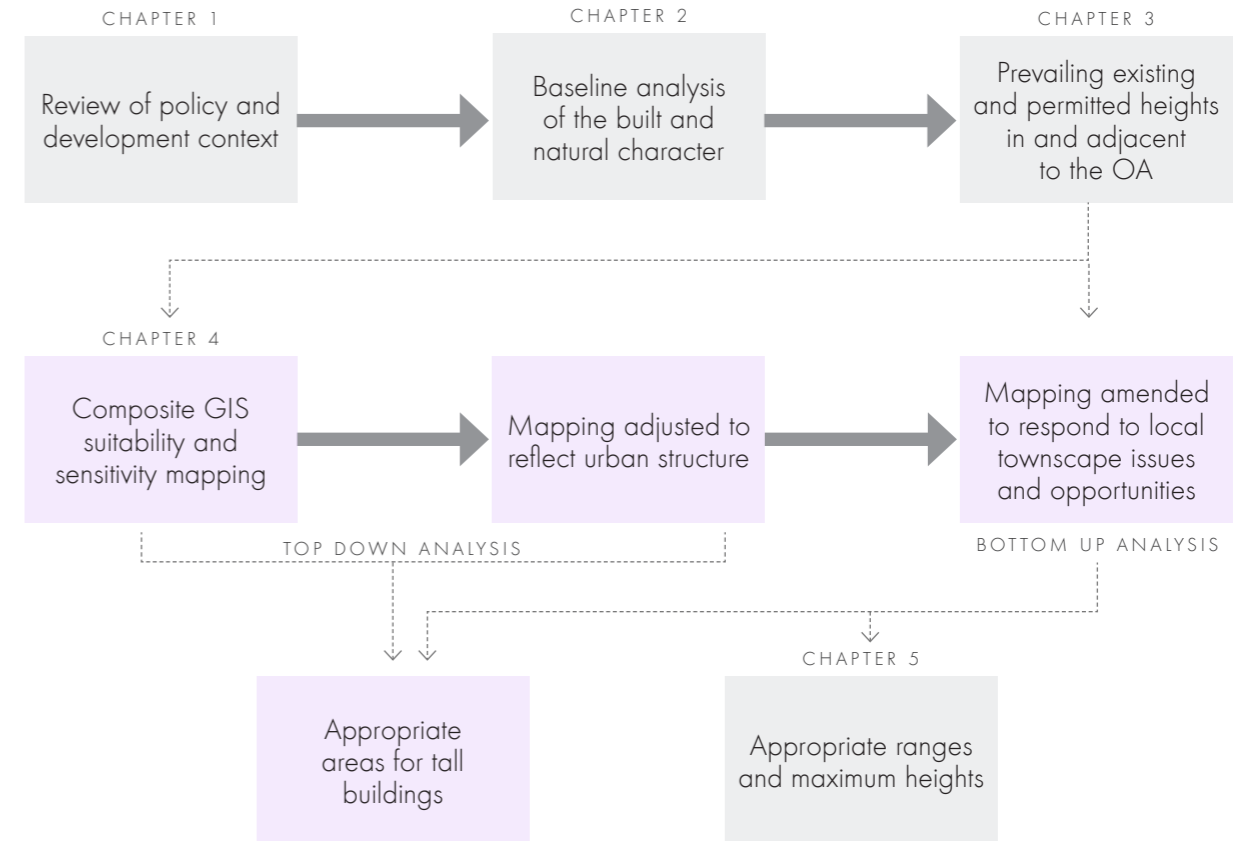 CHAPTER 1
Review of policy and
development context
CHAPTER 2
Baseline analysis
of the built and
natural character
CHAPTER 3
Prevailing existing
and permitted heights
in and adjacent
to the OA
CHAPTER 4
Composite GIS
suitability and
sensitivity mapping
Mapping adjusted to
reflect urban structure
Mapping amended
to respond to local
townscape issues
and opportunities
TOP DOWN ANALYSIS
BOTTOM UP ANALYSIS
Appropriate
areas for tall
buildings
CHAPTER 5
Appropriate ranges
and maximum heights